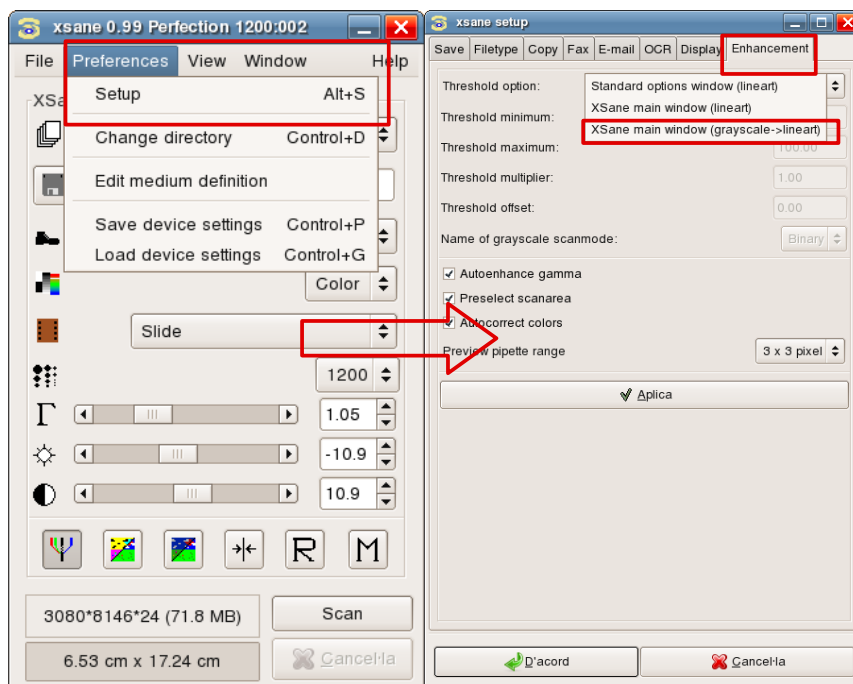 xsane 0.99 Perfection 1200:002
File Preferences View Window Help
XSa
Setup Alt+S
Change directory Control+D
Edit medium definition
Save device settings Control+P
Load device settings Control+G
Color
Slide
1200
1.05
-10.9
10.9
R M
3080*8146*24 (71.8 MB)
Scan
6.53 cm x 17.24 cm
Cancel·la
xsane setup
Save Filetype Copy Fax E-mail OCR Display Enhancement
Threshold option:
Standard options window (lineart)
XSane main window (lineart)
XSane main window (grayscale->lineart)
Threshold minimum:
Threshold maximum: 100.00
Threshold multiplier: 1.00
Threshold offset: 0.00
Name of grayscale scanmode: Binary
Autoenhance gamma
Preselect scanarea
Autocorrect colors
Preview pipette range 3 x 3 pixel
Aplica
D'acord
Cancel·la